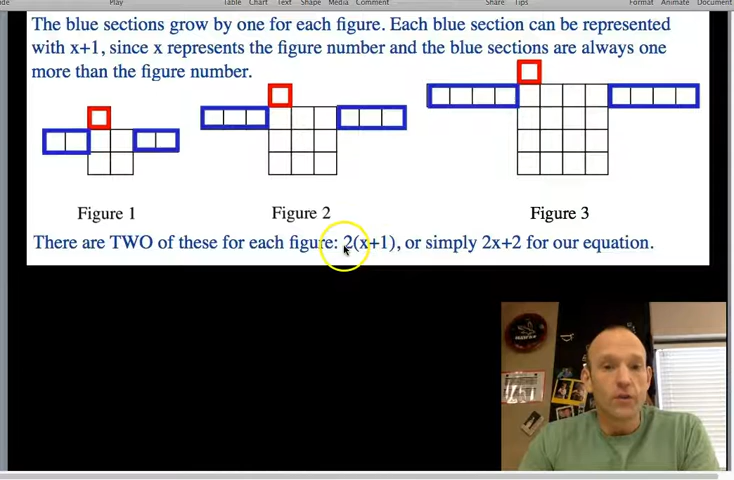 Play Table Chart Text Shape Media Comment Share Tips Format Animate Document
The blue sections grow by one for each figure. Each blue section can be represented
with x+1, since x represents the figure number and the blue sections are always one
more than the figure number.
Figure 1 Figure 2 Figure 3
There are TWO of these for each figure: 2(x+1), or simply 2x+2 for our equation.